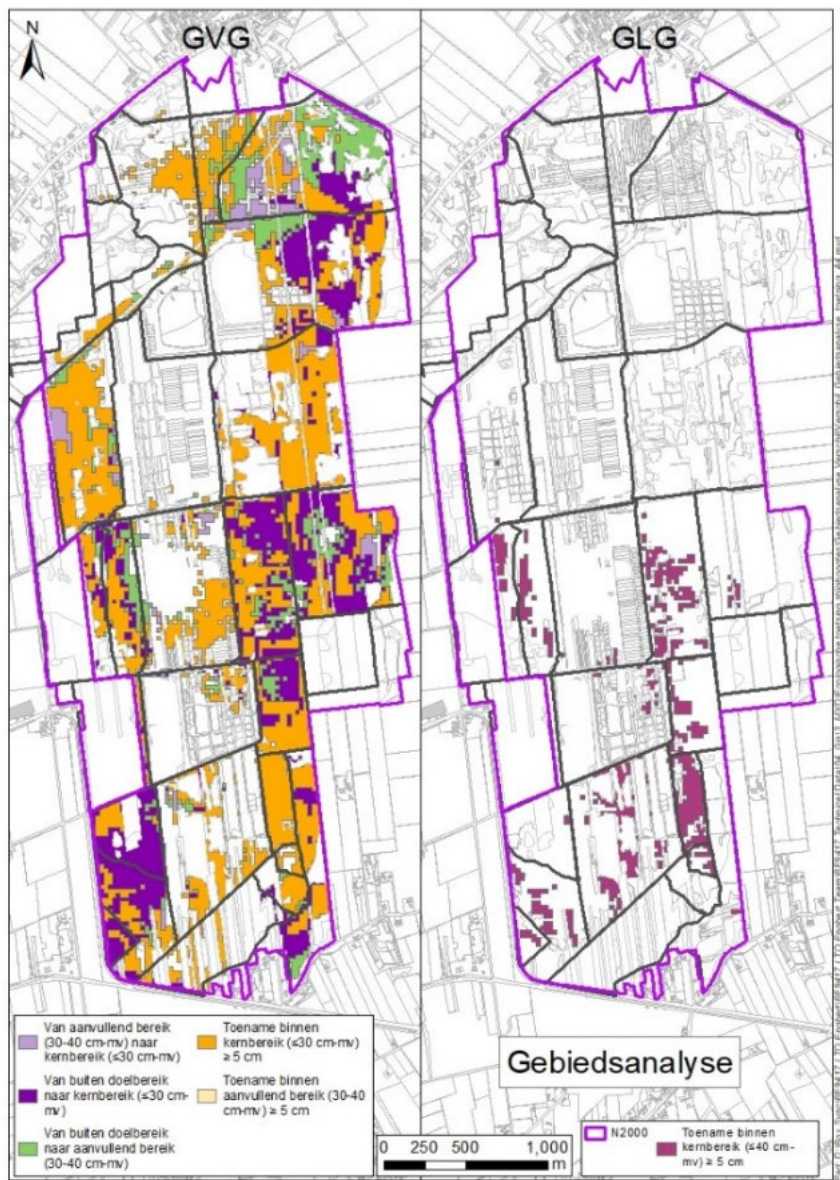 N
GVG
GLG
Van aanvullend bereik
(30-40 cm-mv) naar
kernbereik (≤30 cm-mv)
Van buiten doelbereik
naar kernbereik (≤30 cm-
mv)
Van buiten doelbereik
naar aanvullend bereik
(30-40 cm-mv)
Toename binnen
kernbereik (≤30 cm-mv)
≥ 5 cm
Toename binnen
aanvullend bereik (30-40
cm-mv) ≥ 5 cm
Gebiedsanalyse
0 250 500 1,000
m
N2000
Toename binnen
kernbereik (≤40 cm-
mv) ≥ 5 cm